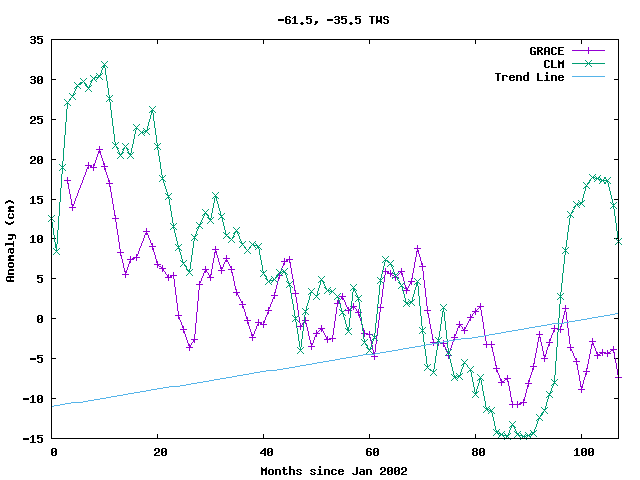 -61.5, -35.5 TWS
GRACE
CLM
Trend Line
35
30
25
20
15
10
5
0
-5
-10
-15
Anomaly (cm)
0 20 40 60 80 100
Months since Jan 2002